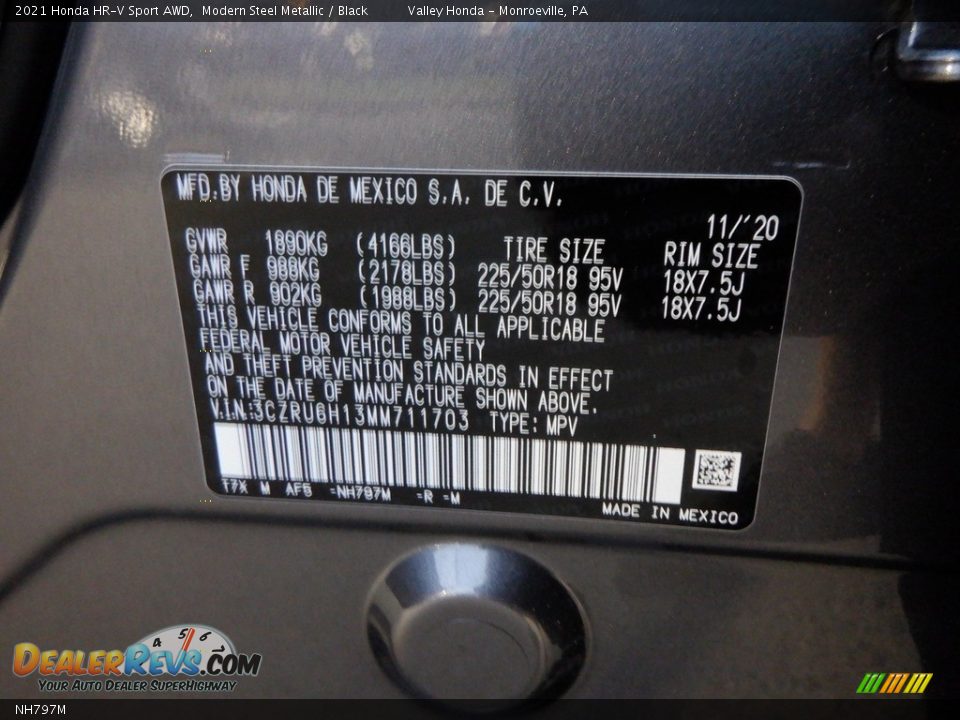 2021 Honda HR-V Sport AWD, Modern Steel Metallic / Black Valley Honda - Monroeville, PA
MFD.BY HONDA DE MEXICO S.A. DE C.V.
11/'20
GVWR 1890KG (4166LBS) TIRE SIZE RIM SIZE
GAWR F 988KG (2178LBS) 225/50R18 95V 18X7.5J
GAWR R 902KG (1988LBS) 225/50R18 95V 18X7.5J
THIS VEHICLE CONFORMS TO ALL APPLICABLE
FEDERAL MOTOR VEHICLE SAFETY
AND THEFT PREVENTION STANDARDS IN EFFECT
ON THE DATE OF MANUFACTURE SHOWN ABOVE.
V.I.N:3CZRU6H13MM711703 TYPE: MPV
T7X M AF5 =NH797M =R =M
MADE IN MEXICO
4 5 6
DEALERREVS.COM
YOUR AUTO DEALER SUPERHIGHWAY
NH797M